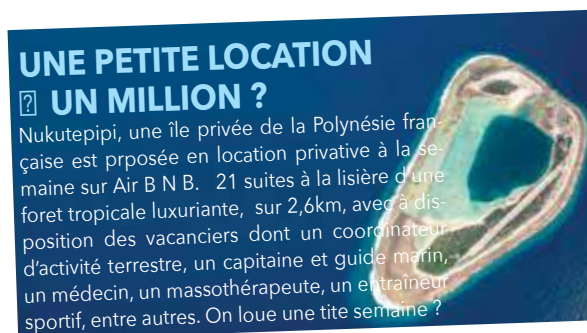 UNE PETITE LOCATION
⍰ UN MILLION ?
Nukutepipi, une île privée de la Polynésie fran-
çaise est prposée en location privative à la se-
maine sur Air B N B. 21 suites à la lisière d'une
foret tropicale luxuriante, sur 2,6km, avec à dis-
position des vacanciers dont un coordinateur
d'activité terrestre, un capitaine et guide marin,
un médecin, un massothérapeute, un entraîneur
sportif, entre autres. On loue une tite semaine ?